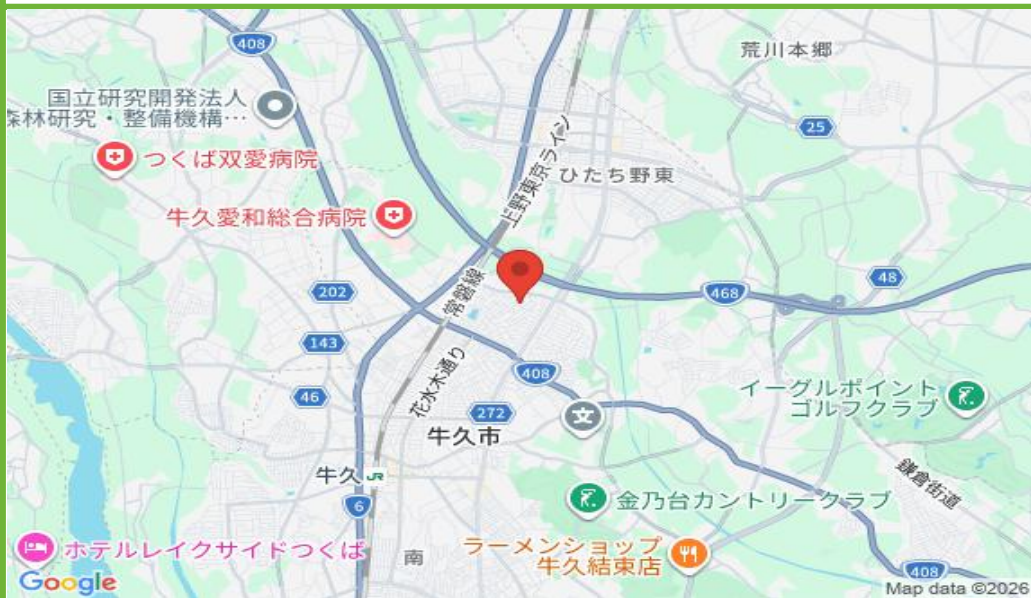 408
荒川本郷
国立研究開発法人
森林研究・整備機構…
25
つくば双愛病院
上野東京ライン
ひたち野東
牛久愛和総合病院
48
常磐線
202
468
143
花水木通り
408
46
イーグルポイント
ゴルフクラブ
272
牛久市
牛久
JR
鎌倉街道
6
金乃台カントリークラブ
ラーメンショップ
牛久結束店
ホテルレイクサイドつくば
南
408
Google
Map data ©2026